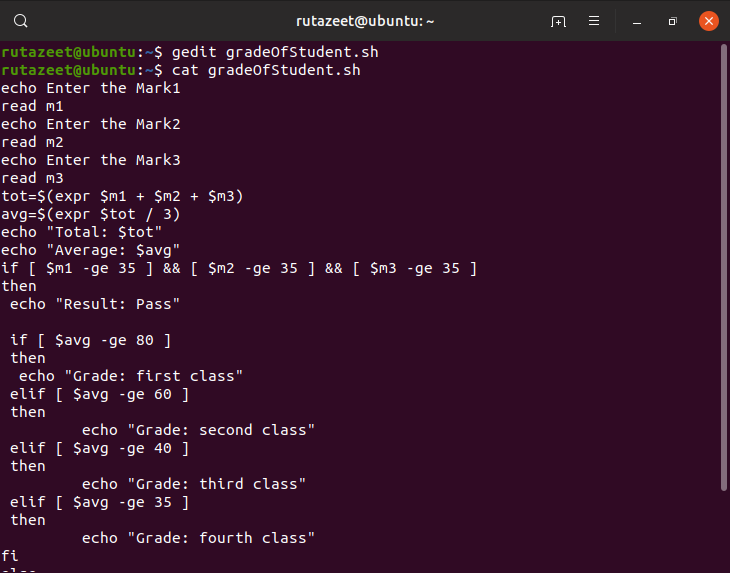 rutazeet@ubuntu: ~
rutazeet@ubuntu:~$ gedit gradeOfStudent.sh
rutazeet@ubuntu:~$ cat gradeOfStudent.sh
echo Enter the Mark1
read m1
echo Enter the Mark2
read m2
echo Enter the Mark3
read m3
tot=$(expr $m1 + $m2 + $m3)
avg=$(expr $tot / 3)
echo "Total: $tot"
echo "Average: $avg"
if [ $m1 -ge 35 ] && [ $m2 -ge 35 ] && [ $m3 -ge 35 ]
then
 echo "Result: Pass"

 if [ $avg -ge 80 ]
 then
  echo "Grade: first class"
 elif [ $avg -ge 60 ]
 then
         echo "Grade: second class"
 elif [ $avg -ge 40 ]
 then
         echo "Grade: third class"
 elif [ $avg -ge 35 ]
 then
         echo "Grade: fourth class"
fi
else